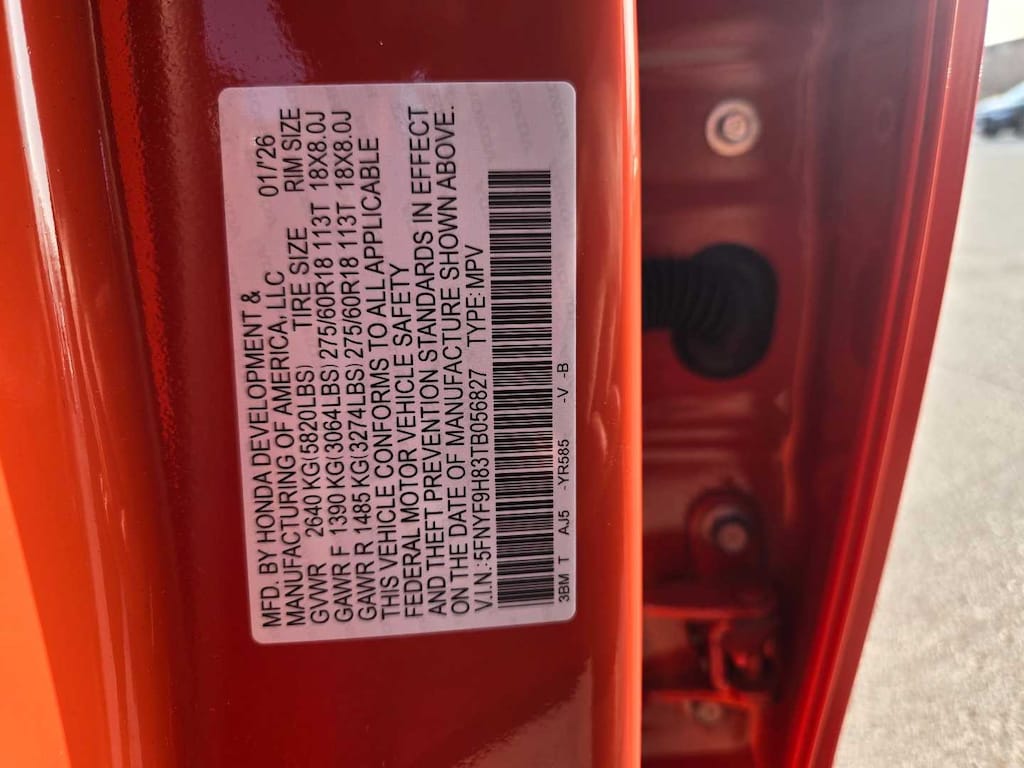 MFD. BY HONDA DEVELOPMENT &
MANUFACTURING OF AMERICA, LLC 01/'26
TIRE SIZE RIM SIZE
GVWR 2640 KG(5820LBS)
GAWR F 1390 KG(3064LBS) 275/60R18 113T 18X8.0J
GAWR R 1485 KG(3274LBS) 275/60R18 113T 18X8.0J
THIS VEHICLE CONFORMS TO ALL APPLICABLE
FEDERAL MOTOR VEHICLE SAFETY
AND THEFT PREVENTION STANDARDS IN EFFECT
ON THE DATE OF MANUFACTURE SHOWN ABOVE.
V.I.N.:5FNYF9H83TB056827 TYPE:MPV
3BM T AJ5 -YR585 -V -B